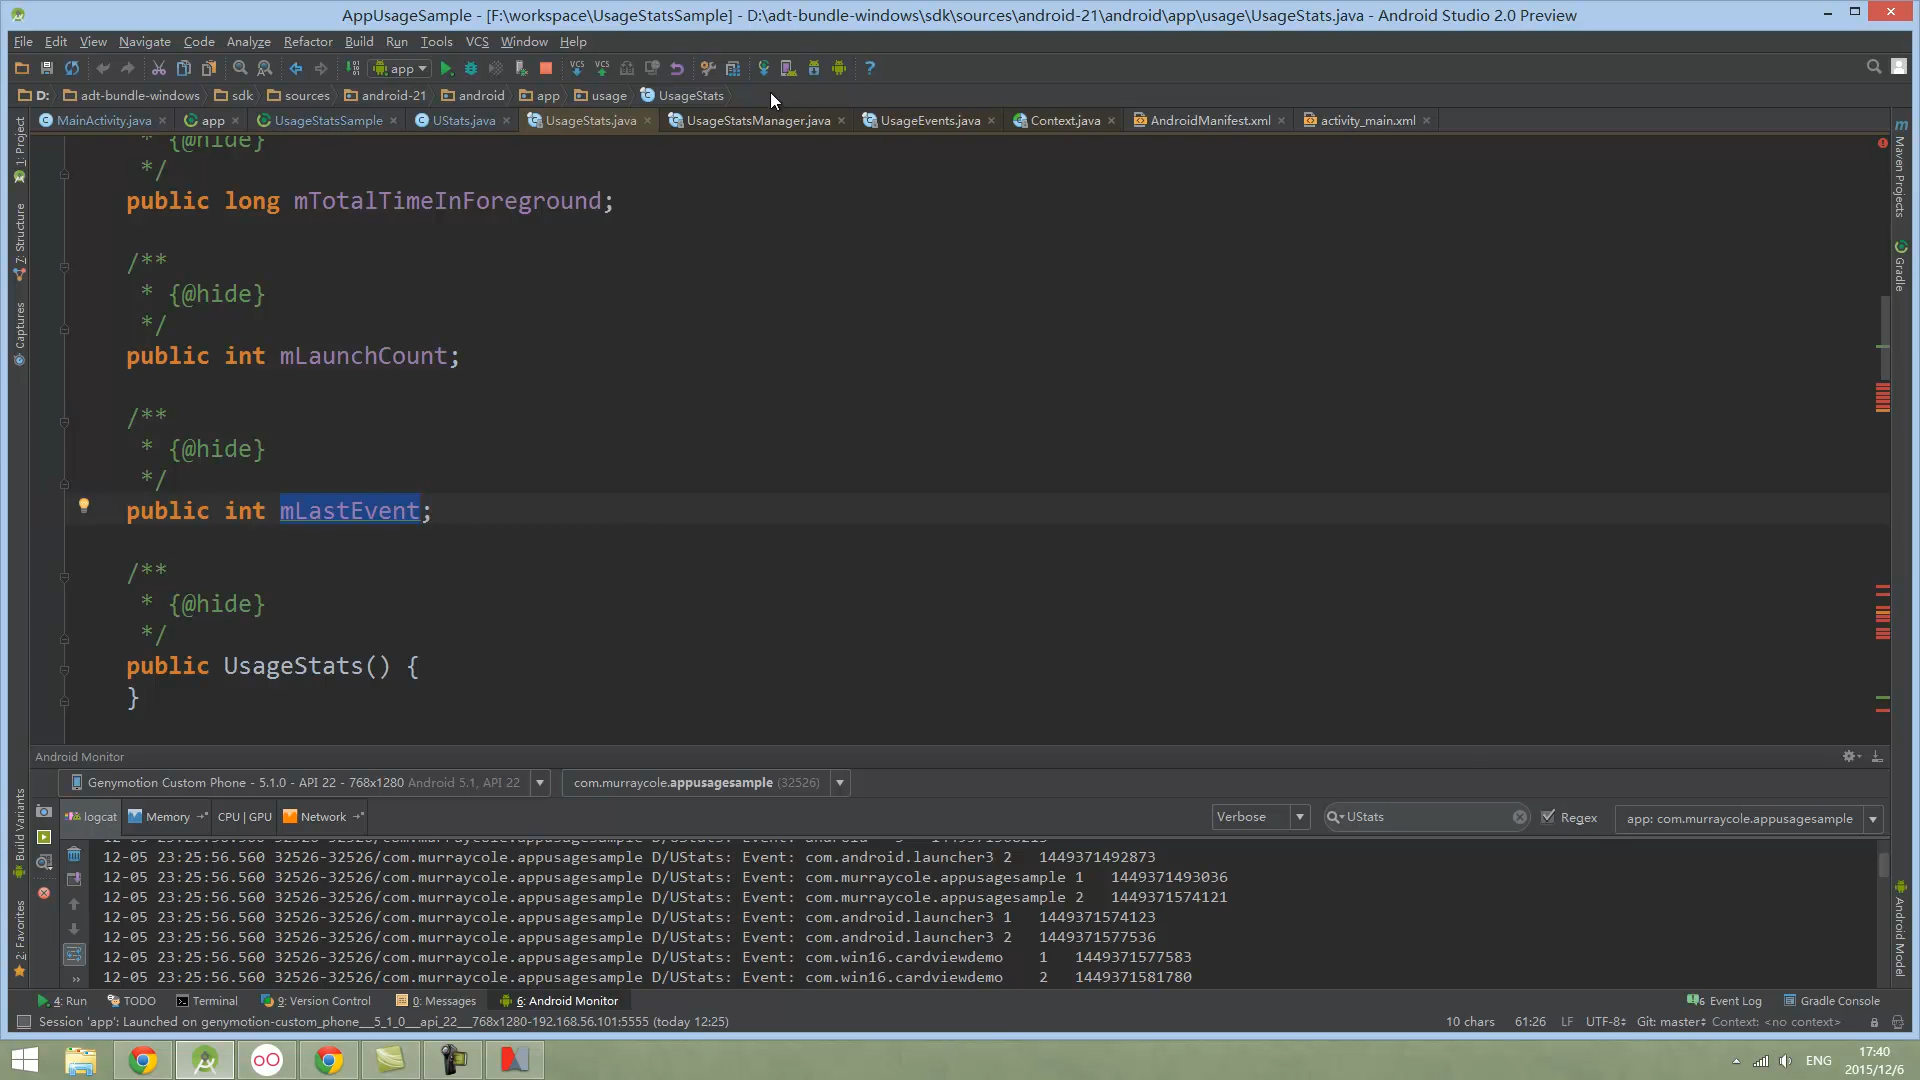 AppUsageSample - [F:\workspace\UsageStatsSample] - D:\adt-bundle-windows\sdk\sources\android-21\android\app\usage\UsageStats.java - Android Studio 2.0 Preview
File Edit View Navigate Code Analyze Refactor Build Run Tools VCS Window Help
app
D: adt-bundle-windows sdk sources android-21 android app usage UsageStats
MainActivity.java app UsageStatsSample UStats.java UsageStats.java UsageStatsManager.java UsageEvents.java Context.java AndroidManifest.xml activity_main.xml
1: Project
7: Structure
Captures
Build Variants
2: Favorites
* {@hide}
*/
public long mTotalTimeInForeground;
/**
* {@hide}
*/
public int mLaunchCount;
/**
* {@hide}
*/
public int mLastEvent;
/**
* {@hide}
*/
public UsageStats() {
}
Maven Projects
Gradle
Android Model
Android Monitor
Genymotion Custom Phone - 5.1.0 - API 22 - 768x1280 Android 5.1, API 22 com.murraycole.appusagesample (32526)
logcat Memory CPU | GPU Network Verbose UStats Regex app: com.murraycole.appusagesample
12-05 23:25:56.560 32526-32526/com.murraycole.appusagesample D/UStats: Event: com.android.launcher3 2 1449371492873
12-05 23:25:56.560 32526-32526/com.murraycole.appusagesample D/UStats: Event: com.murraycole.appusagesample 1 1449371493036
12-05 23:25:56.560 32526-32526/com.murraycole.appusagesample D/UStats: Event: com.murraycole.appusagesample 2 1449371574121
12-05 23:25:56.560 32526-32526/com.murraycole.appusagesample D/UStats: Event: com.android.launcher3 1 1449371574123
12-05 23:25:56.560 32526-32526/com.murraycole.appusagesample D/UStats: Event: com.android.launcher3 2 1449371577536
12-05 23:25:56.560 32526-32526/com.murraycole.appusagesample D/UStats: Event: com.win16.cardviewdemo 1 1449371577583
12-05 23:25:56.560 32526-32526/com.murraycole.appusagesample D/UStats: Event: com.win16.cardviewdemo 2 1449371581780
4: Run TODO Terminal 9: Version Control 0: Messages 6: Android Monitor Event Log Gradle Console
Session 'app': Launched on genymotion-custom_phone__5_1_0__api_22__768x1280-192.168.56.101:5555 (today 12:25) 10 chars 61:26 LF UTF-8 Git: master Context: <no context>
ENG
17:40
2015/12/6